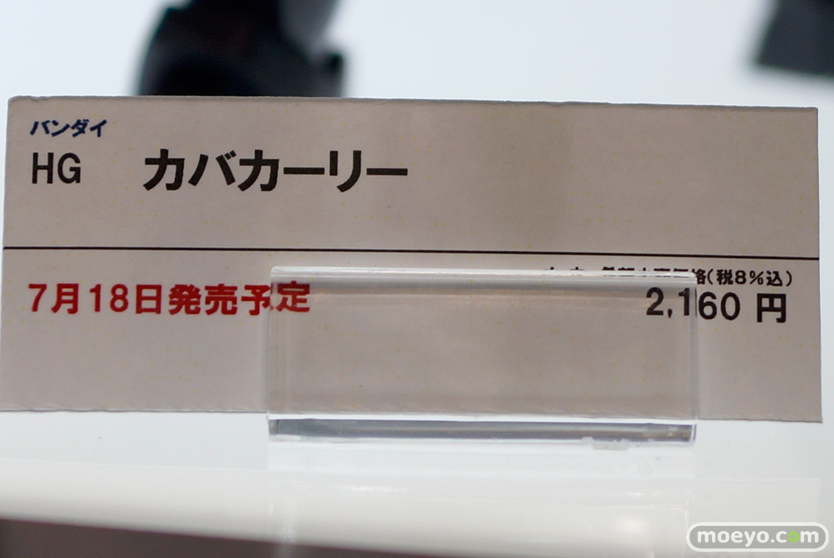 バンダイ
HG カバカーリー
7月18日発売予定
格(税8%込)
2,160 円
moeyo.com